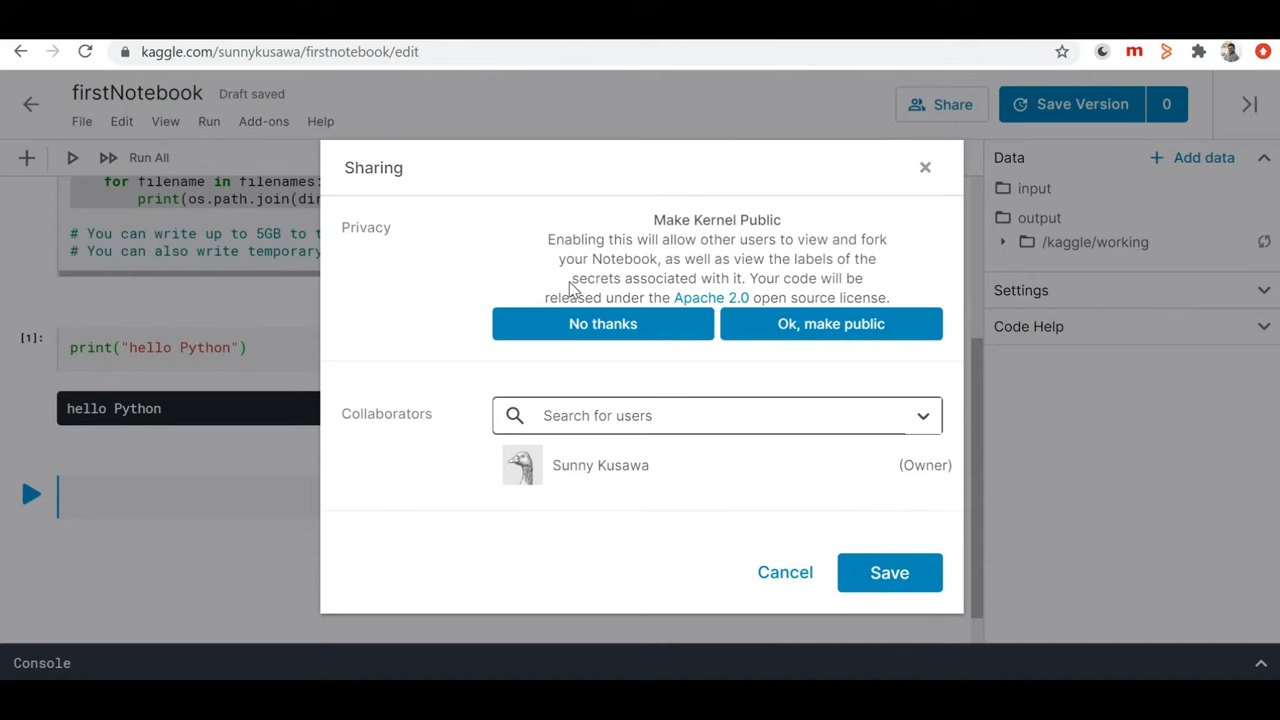 kaggle.com/sunnykusawa/firstnotebook/edit
m
firstNotebook Draft saved
Share
Save Version 0
File Edit View Run Add-ons Help
Run All
for filename in filenames:
print(os.path.join(dir
# You can write up to 5GB to t
# You can also write temporary
[1]:
print("hello Python")
hello Python
Sharing
Privacy
Make Kernel Public
Enabling this will allow other users to view and fork
your Notebook, as well as view the labels of the
secrets associated with it. Your code will be
released under the Apache 2.0 open source license.
No thanks
Ok, make public
Collaborators
Search for users
Sunny Kusawa (Owner)
Cancel
Save
Data
Add data
input
output
/kaggle/working
Settings
Code Help
Console